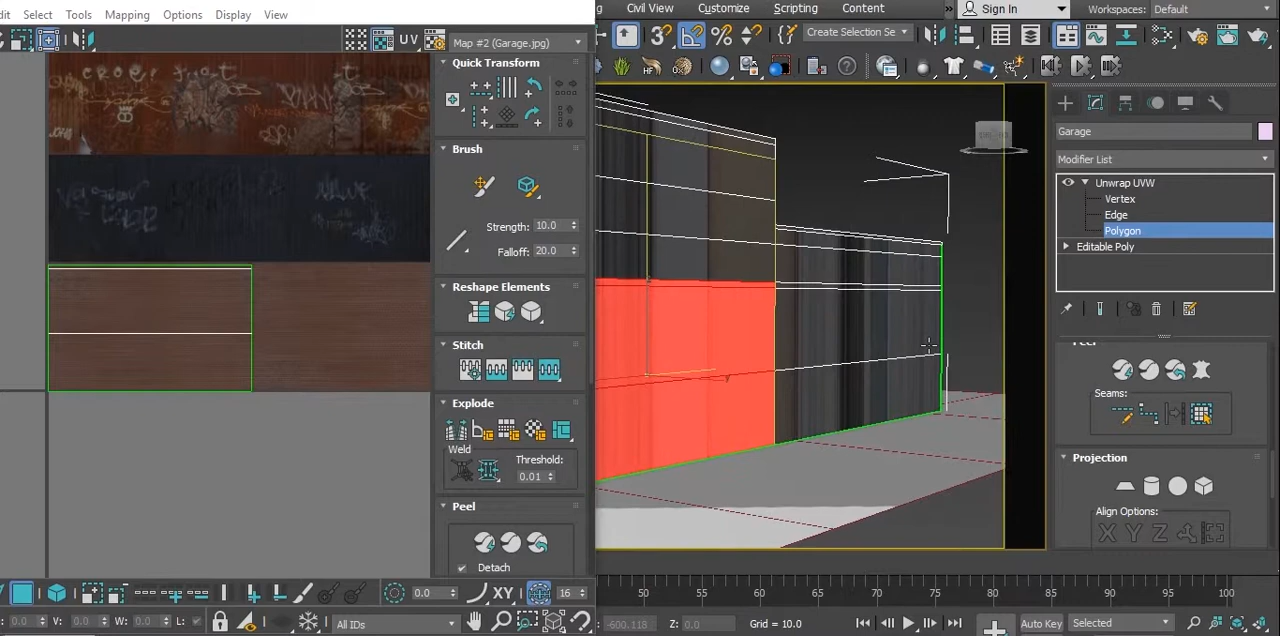 dit Select Tools Mapping Options Display View
Civil View Customize Scripting Content
Sign In
Workspaces: Default
Create Selection Se
UV
Map #2 (Garage.jpg)
Quick Transform
Brush
Strength: 10.0
Falloff: 20.0
Reshape Elements
Stitch
Explode
Weld
Threshold:
0.01
Peel
Detach
Garage
Modifier List
Unwrap UVW
Vertex
Edge
Polygon
Editable Poly
Seams:
Projection
Align Options:
X Y Z
0.0
XY
16
U: 0.0 V: 0.0 W: 0.0 L:
All IDs
50 55 60 65 70 75 80 85 90 95 100
-600.118 Z: 0.0 Grid = 10.0
Auto Key Selected